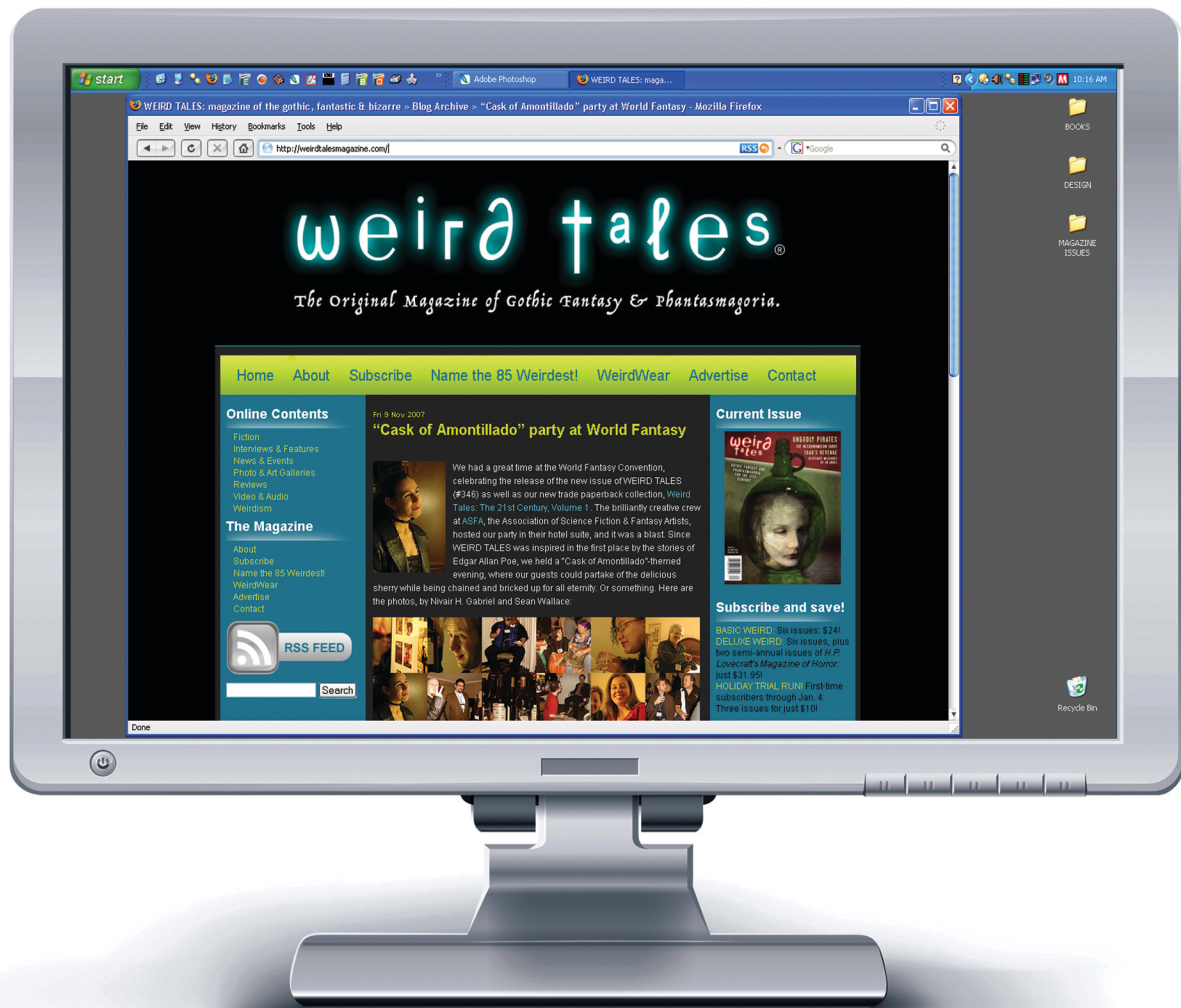 start
Adobe Photoshop
WEIRD TALES: maga...
10:16 AM
WEIRD TALES: magazine of the gothic, fantastic & bizarre » Blog Archive » “Cask of Amontillado” party at World Fantasy - Mozilla Firefox
File Edit View History Bookmarks Tools Help
http://weirdtalesmagazine.com/
RSS
Google
BOOKS
DESIGN
MAGAZINE
ISSUES
weird tales®
The Original Magazine of Gothic Fantasy & Phantasmagoria.
Home About Subscribe Name the 85 Weirdest! WeirdWear Advertise Contact
Online Contents
Fiction
Interviews & Features
News & Events
Photo & Art Galleries
Reviews
Video & Audio
Weirdism
The Magazine
About
Subscribe
Name the 85 Weirdest!
WeirdWear
Advertise
Contact
RSS FEED
Search
Fri 9 Nov 2007
“Cask of Amontillado” party at World Fantasy
We had a great time at the World Fantasy Convention,
celebrating the release of the new issue of WEIRD TALES
(#346) as well as our new trade paperback collection, Weird
Tales: The 21st Century, Volume 1. The brilliantly creative crew
at ASFA, the Association of Science Fiction & Fantasy Artists,
hosted our party in their hotel suite, and it was a blast. Since
WEIRD TALES was inspired in the first place by the stories of
Edgar Allan Poe, we held a "Cask of Amontillado"-themed
evening, where our guests could partake of the delicious
sherry while being chained and bricked up for all eternity. Or something. Here are
the photos, by Nivair H. Gabriel and Sean Wallace:
Current Issue
weird
tales
UNGODLY PIRATES
Subscribe and save!
BASIC WEIRD: Six issues: $24!
DELUXE WEIRD: Six issues, plus
two semi-annual issues of H.P.
Lovecraft's Magazine of Horror:
just $31.95!
HOLIDAY TRIAL RUN! First-time
subscribers through Jan. 4:
Three issues for just $10!
Recycle Bin
Done